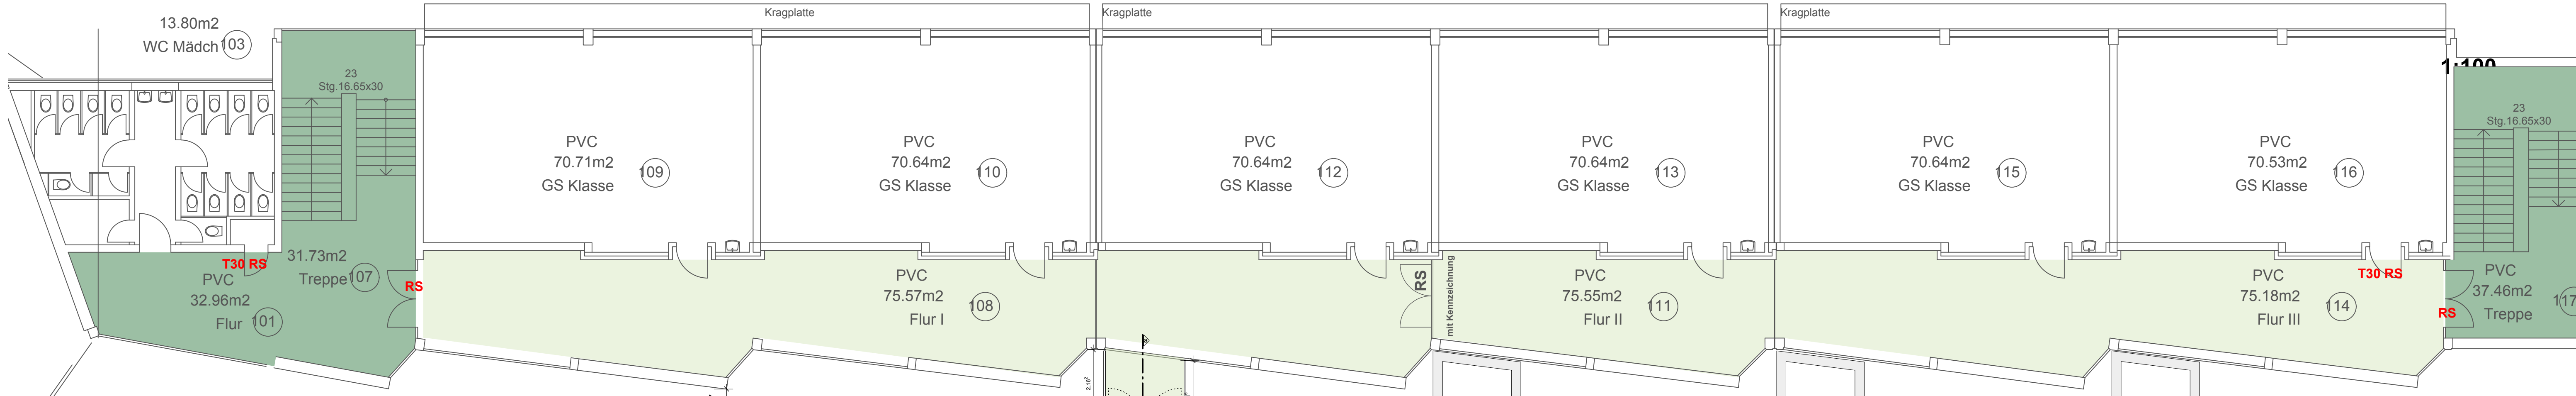 Kragplatte
Kragplatte
Kragplatte
13.80m2
WC Mädch 103
1:100
23
Stg.16.65x30
23
Stg.16.65x30
PVC
70.71m2
GS Klasse
109
PVC
70.64m2
GS Klasse
110
PVC
70.64m2
GS Klasse
112
PVC
70.64m2
GS Klasse
113
PVC
70.64m2
GS Klasse
115
PVC
70.53m2
GS Klasse
116
T30 RS
PVC
32.96m2
Flur 101
31.73m2
Treppe 107
RS
PVC
75.57m2
Flur I
108
RS
mit Kennzeichnung
PVC
75.55m2
Flur II
111
PVC
75.18m2
Flur III
114
T30 RS
RS
PVC
37.46m2
Treppe
117
2.16²